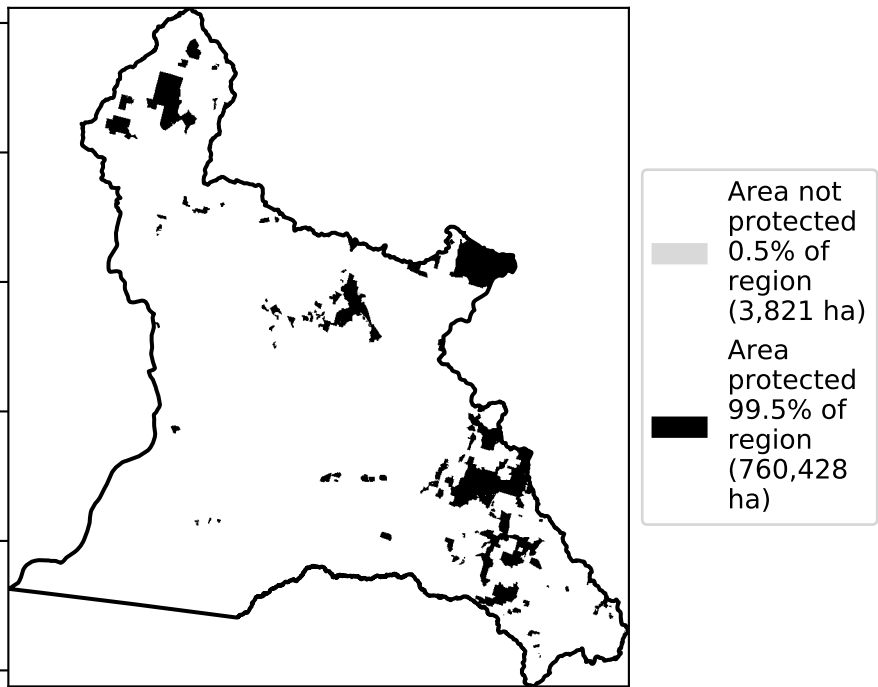 Area not
protected
0.5% of
region
(3,821 ha)
Area
protected
99.5% of
region
(760,428
ha)